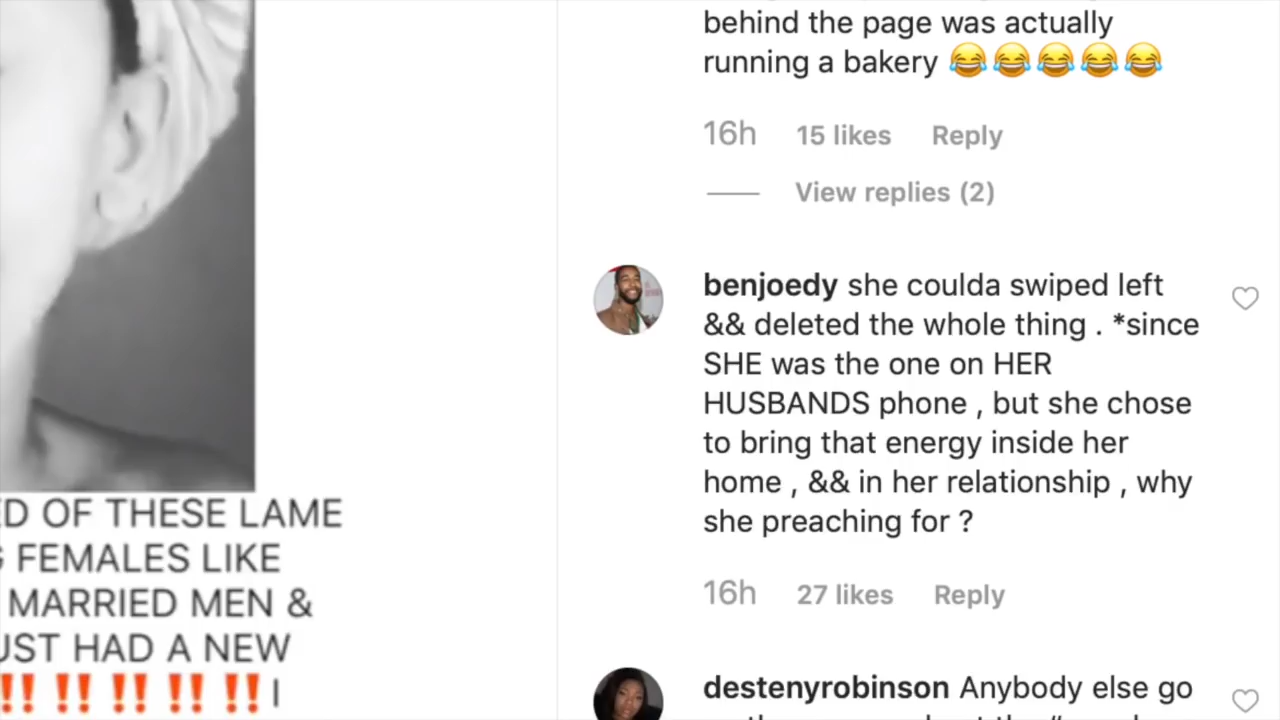 ED OF THESE LAME
FEMALES LIKE
MARRIED MEN &
UST HAD A NEW
‼️ ‼️ ‼️ ‼️ ‼️ I
behind the page was actually
running a bakery 😂😂😂😂😂
16h 15 likes Reply
View replies (2)
benjoedy she coulda swiped left
&& deleted the whole thing . *since
SHE was the one on HER
HUSBANDS phone , but she chose
to bring that energy inside her
home , && in her relationship , why
she preaching for ?
16h 27 likes Reply
destenyrobinson Anybody else go